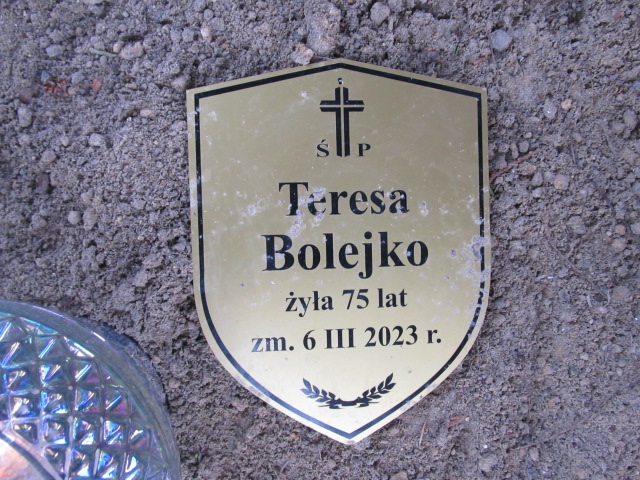 Ś P
Teresa
Bolejko
żyła 75 lat
zm. 6 III 2023 r.